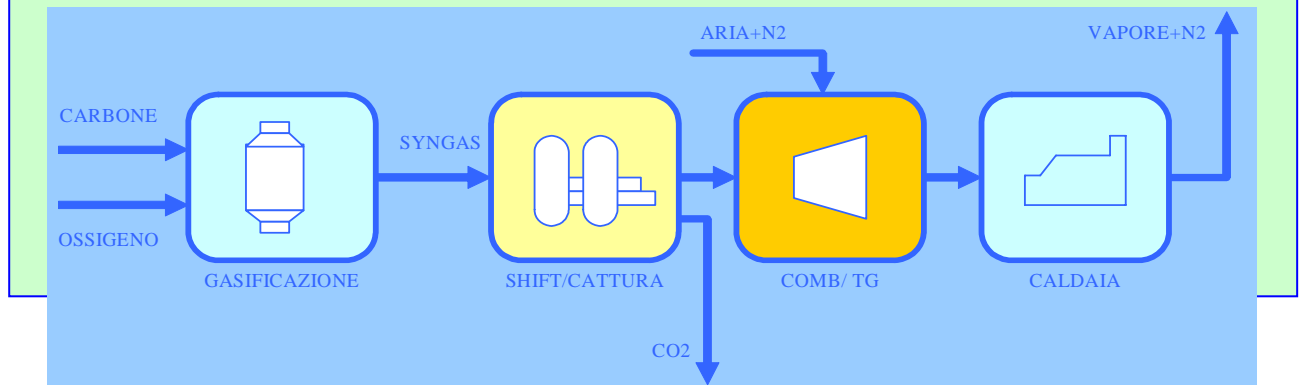 ARIA+N2
VAPORE+N2
CARBONE
SYNGAS
OSSIGENO
GASIFICAZIONE
SHIFT/CATTURA
COMB/ TG
CALDAIA
CO2